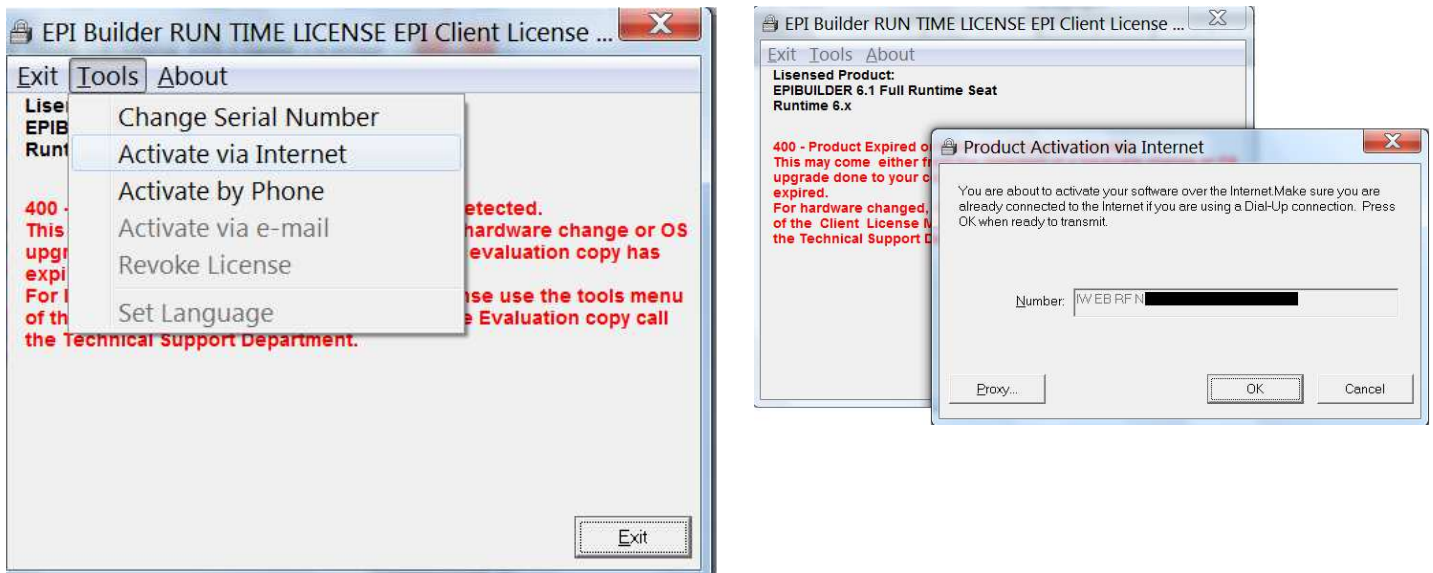 EPI Builder RUN TIME LICENSE EPI Client License ...
Exit Tools About
Change Serial Number
Activate via Internet
Activate by Phone
Activate via e-mail
Revoke License
Set Language
Lise
EPIB
Runt
400 - etected.
This hardware change or OS
upgr evaluation copy has
expi
For nse use the tools menu
of th e Evaluation copy call
the Technical Support Department.
Exit
EPI Builder RUN TIME LICENSE EPI Client License ...
Exit Tools About
Lisensed Product:
EPIBUILDER 6.1 Full Runtime Seat
Runtime 6.x
400 - Product Expired o
This may come either fr
upgrade done to your c
expired.
For hardware changed,
of the Client License M
the Technical Support D
Product Activation via Internet
You are about to activate your software over the Internet.Make sure you are
already connected to the Internet if you are using a Dial-Up connection. Press
OK when ready to transmit.
Number: IWEBRFN
Proxy... OK Cancel